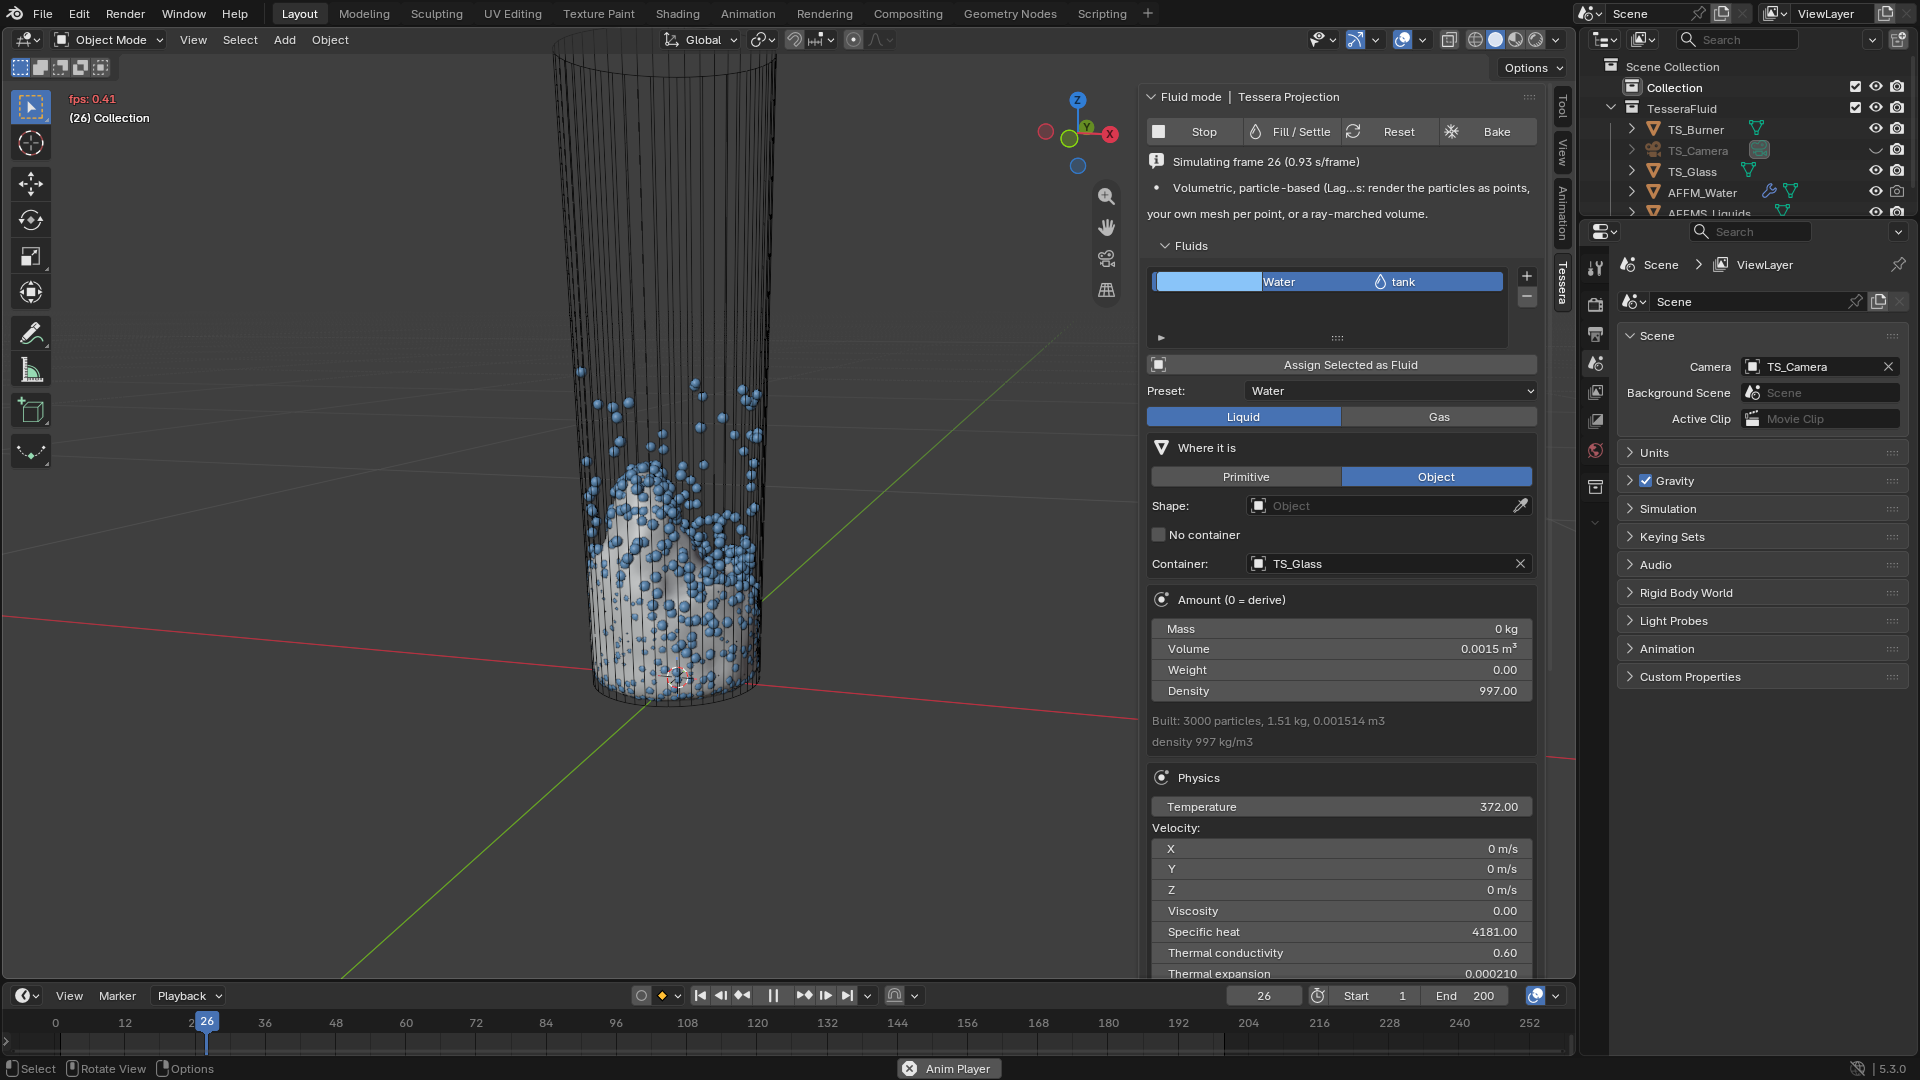 File Edit Render Window Help Layout Modeling Sculpting UV Editing Texture Paint Shading Animation Rendering Compositing Geometry Nodes Scripting + Scene ViewLayer
Object Mode View Select Add Object Global
Options
fps: 0.41
(26) Collection
Z
Y
X
Fluid mode | Tessera Projection
Stop Fill / Settle Reset Bake
Simulating frame 26 (0.93 s/frame)
• Volumetric, particle-based (Lag...s: render the particles as points,
your own mesh per point, or a ray-marched volume.
Fluids
Water tank
Assign Selected as Fluid
Preset: Water
Liquid Gas
Where it is
Primitive Object
Shape: Object
No container
Container: TS_Glass
Amount (0 = derive)
Mass 0 kg
Volume 0.0015 m³
Weight 0.00
Density 997.00
Built: 3000 particles, 1.51 kg, 0.001514 m3
density 997 kg/m3
Physics
Temperature 372.00
Velocity:
X 0 m/s
Y 0 m/s
Z 0 m/s
Viscosity 0.00
Specific heat 4181.00
Thermal conductivity 0.60
Thermal expansion 0.000210
Tool
View
Animation
Tessera
Search
Scene Collection
Collection
TesseraFluid
TS_Burner
TS_Camera
TS_Glass
AFFM_Water
AFFMS_Liquids
Search
Scene > ViewLayer
Scene
Scene
Camera TS_Camera
Background Scene Scene
Active Clip Movie Clip
Units
Gravity
Simulation
Keying Sets
Audio
Rigid Body World
Light Probes
Animation
Custom Properties
View Marker Playback 26 Start 1 End 200
0 12 2 26 36 48 60 72 84 96 108 120 132 144 156 168 180 192 204 216 228 240 252
Select Rotate View Options Anim Player 5.3.0